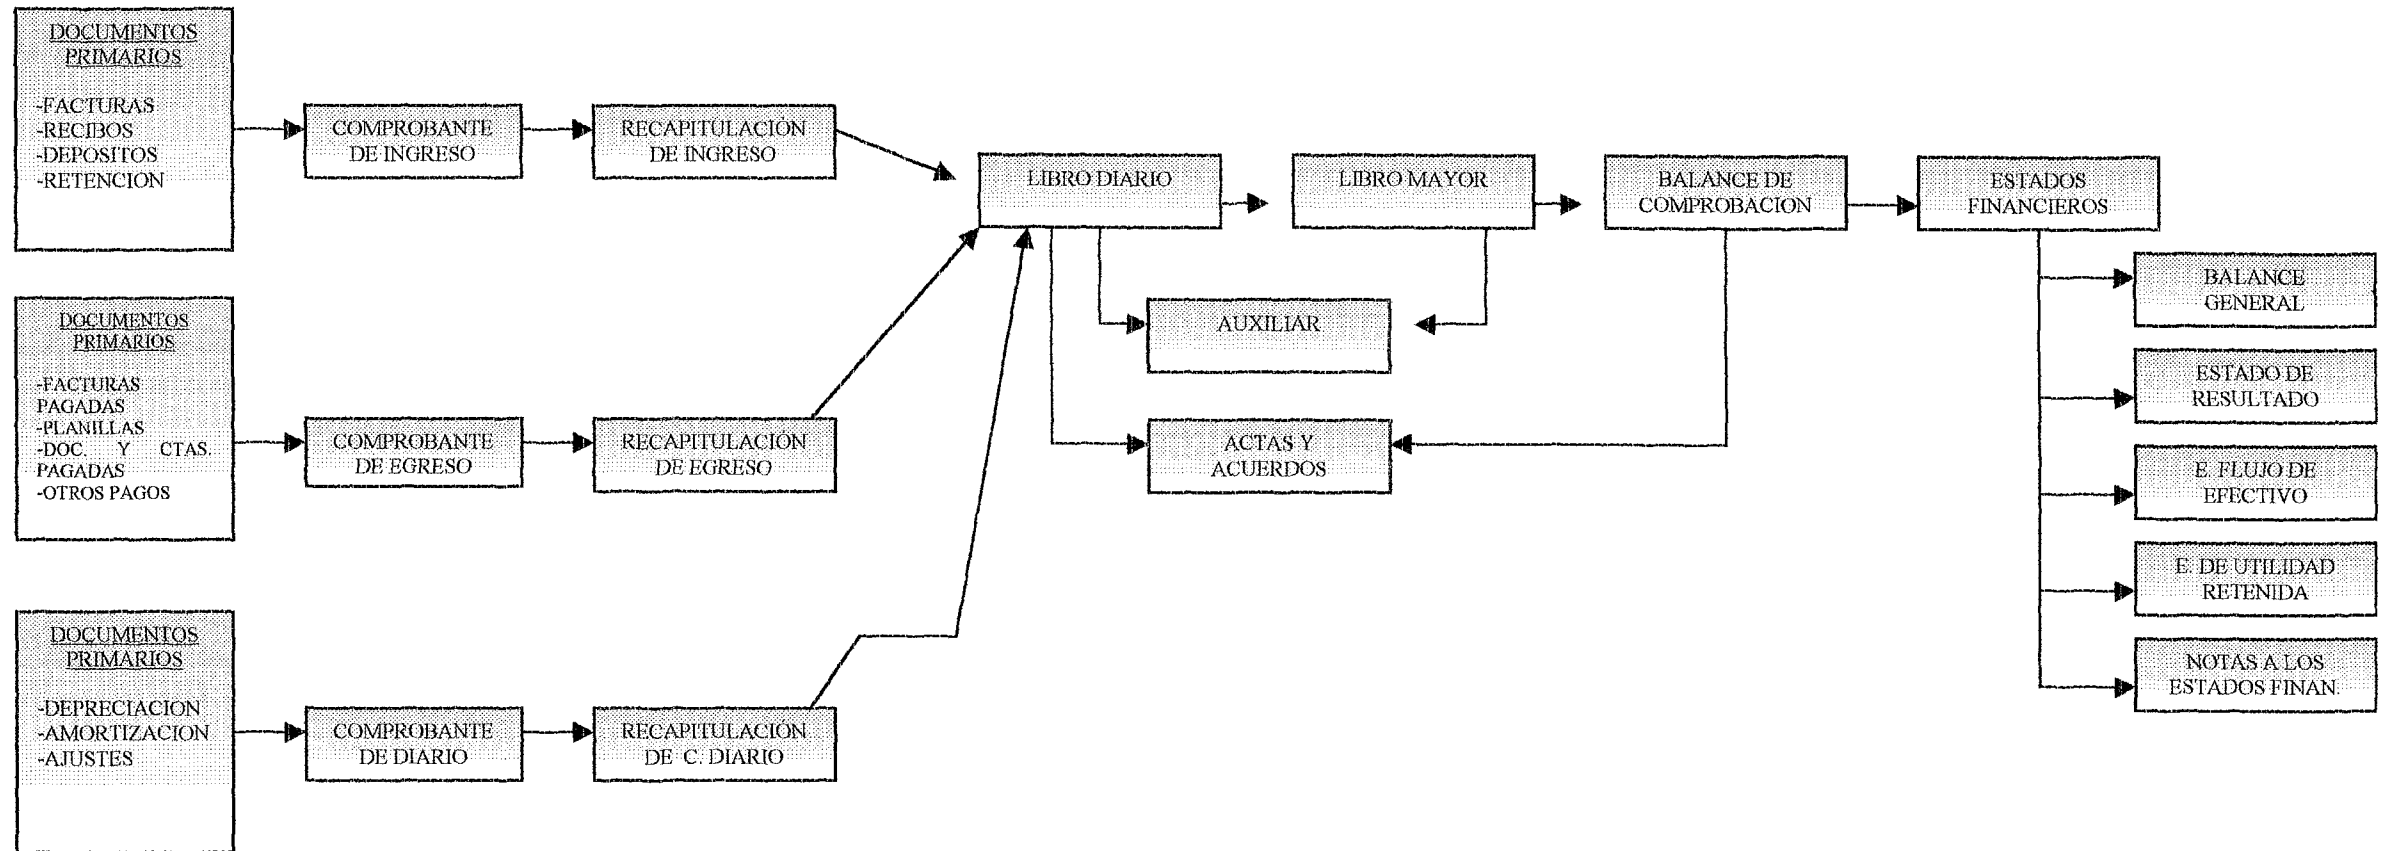 DOCUMENTOS
PRIMARIOS
-FACTURAS
-RECIBOS
-DEPOSITOS
-RETENCION
COMPROBANTE
DE INGRESO
RECAPITULACIÓN
DE INGRESO
DOCUMENTOS
PRIMARIOS
-FACTURAS
PAGADAS
-PLANILLAS
-DOC. Y CTAS.
PAGADAS
-OTROS PAGOS
COMPROBANTE
DE EGRESO
RECAPITULACIÓN
DE EGRESO
DOCUMENTOS
PRIMARIOS
-DEPRECIACION
-AMORTIZACION
-AJUSTES
COMPROBANTE
DE DIARIO
RECAPITULACIÓN
DE C. DIARIO
LIBRO DIARIO
LIBRO MAYOR
BALANCE DE
COMPROBACION
ESTADOS
FINANCIEROS
AUXILIAR
ACTAS Y
ACUERDOS
BALANCE
GENERAL
ESTADO DE
RESULTADO
E. FLUJO DE
EFECTIVO
E. DE UTILIDAD
RETENIDA
NOTAS A LOS
ESTADOS FINAN.